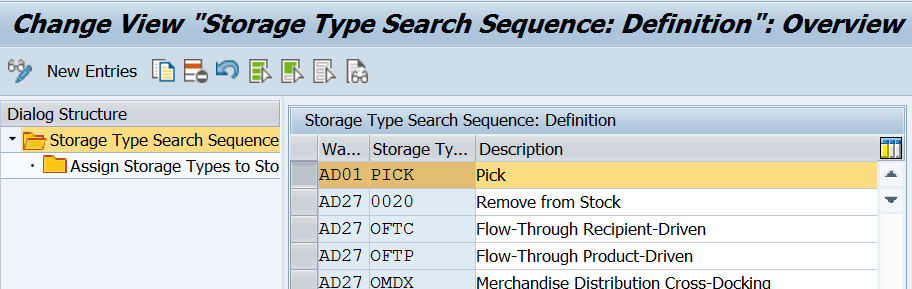 Change View "Storage Type Search Sequence: Definition": Overview
New Entries
Dialog Structure
Storage Type Search Sequence
Assign Storage Types to Sto
Storage Type Search Sequence: Definition
Wa... Storage Ty... Description
AD01 PICK Pick
AD27 0020 Remove from Stock
AD27 OFTC Flow-Through Recipient-Driven
AD27 OFTP Flow-Through Product-Driven
AD27 OMDX Merchandise Distribution Cross-Docking